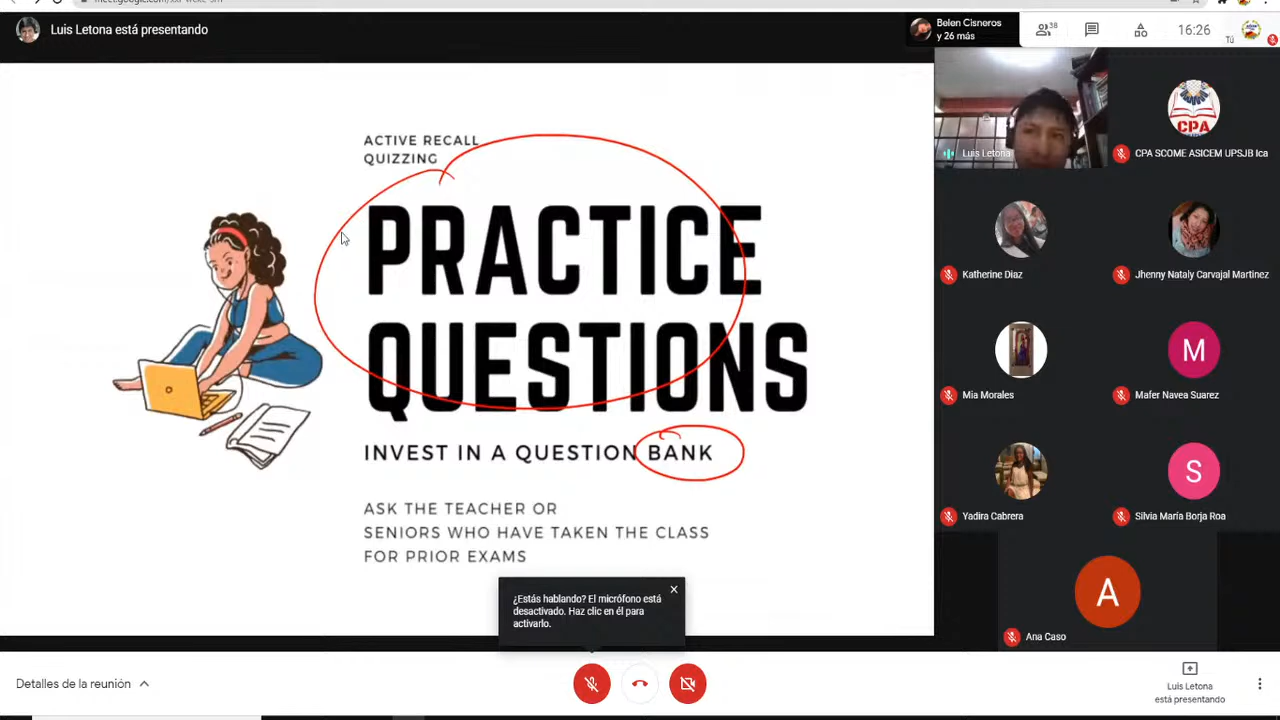 Luis Letona está presentando
Belen Cisneros
y 26 más
38
16:26
Tú
ACTIVE RECALL
QUIZZING
PRACTICE
QUESTIONS
INVEST IN A QUESTION BANK
ASK THE TEACHER OR
SENIORS WHO HAVE TAKEN THE CLASS
FOR PRIOR EXAMS
Luis Letona
CPA
CPA SCOME ASICEM UPSJB Ica
Katherine Diaz
Jhenny Nataly Carvajal Martinez
Mia Morales
M
Mafer Navea Suarez
Yadira Cabrera
S
Silvia María Borja Roa
A
Ana Caso
¿Estás hablando? El micrófono está
desactivado. Haz clic en él para
activarlo.
Detalles de la reunión
Luis Letona
está presentando